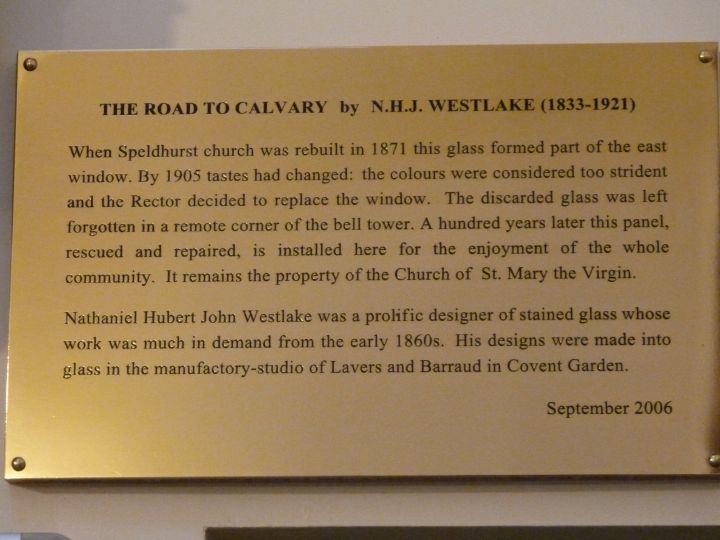 THE ROAD TO CALVARY by N.H.J. WESTLAKE (1833-1921)
When Speldhurst church was rebuilt in 1871 this glass formed part of the east
window. By 1905 tastes had changed: the colours were considered too strident
and the Rector decided to replace the window. The discarded glass was left
forgotten in a remote corner of the bell tower. A hundred years later this panel,
rescued and repaired, is installed here for the enjoyment of the whole
community. It remains the property of the Church of St. Mary the Virgin.
Nathaniel Hubert John Westlake was a prolific designer of stained glass whose
work was much in demand from the early 1860s. His designs were made into
glass in the manufactory-studio of Lavers and Barraud in Covent Garden.
September 2006